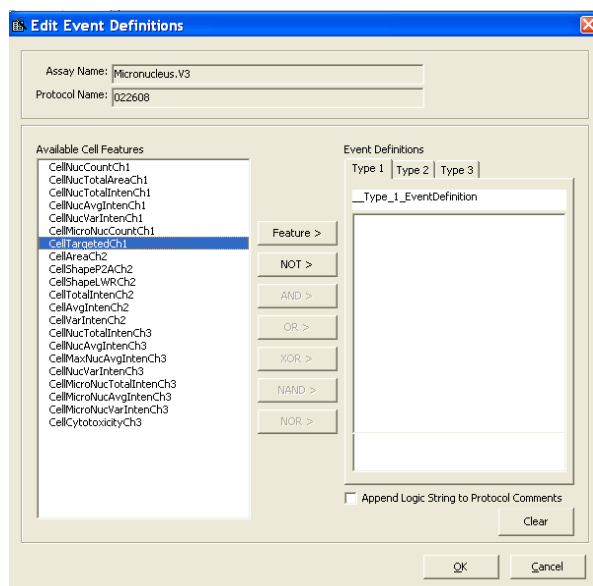 Edit Event Definitions
Assay Name: Micronucleus.V3
Protocol Name: 022608
Available Cell Features
CellNucCountCh1
CellNucTotalAreaCh1
CellNucTotalIntenCh1
CellNucAvgIntenCh1
CellNucVarIntenCh1
CellMicroNucCountCh1
CellTargetedCh1
CellAreaCh2
CellShapeP2ACh2
CellShapeLWRCh2
CellTotalIntenCh2
CellAvgIntenCh2
CellVarIntenCh2
CellNucTotalIntenCh3
CellNucAvgIntenCh3
CellMaxNucAvgIntenCh3
CellNucVarIntenCh3
CellMicroNucTotalIntenCh3
CellMicroNucAvgIntenCh3
CellMicroNucVarIntenCh3
CellCytotoxicityCh3
Feature >
NOT >
AND >
OR >
XOR >
NAND >
NOR >
Event Definitions
Type 1 Type 2 Type 3
__Type_1_EventDefinition
Append Logic String to Protocol Comments
Clear
OK Cancel